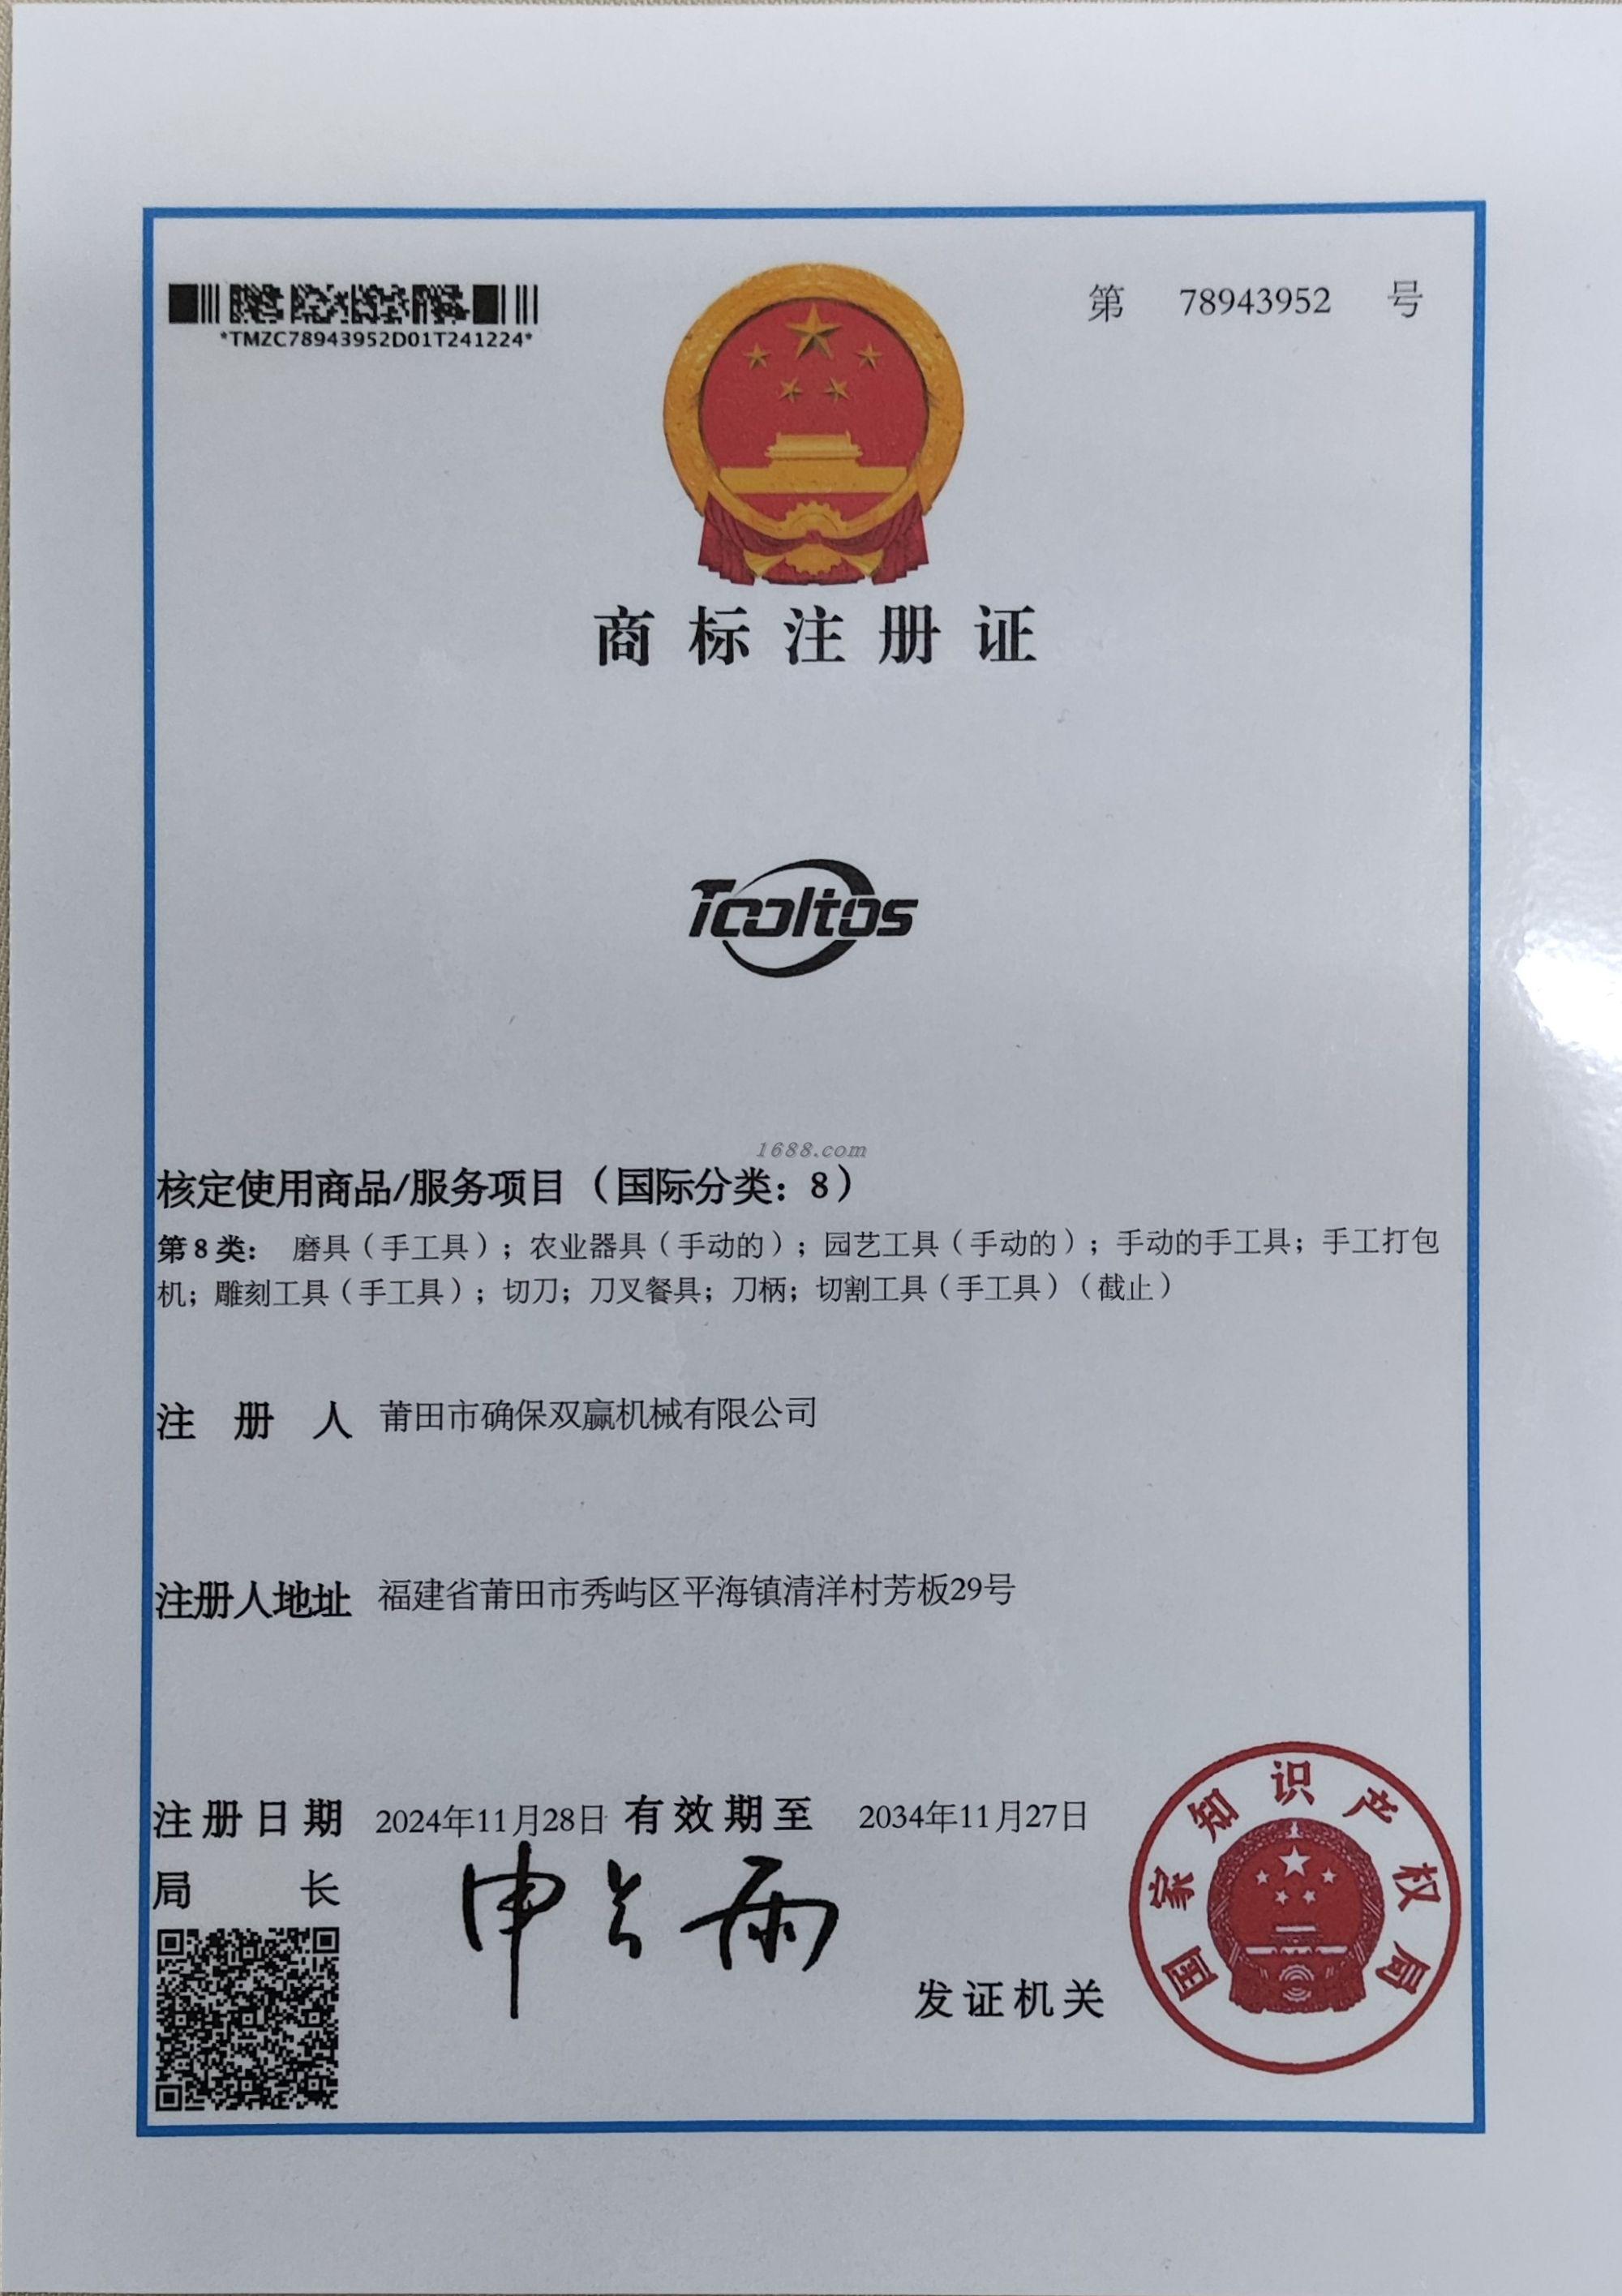 *TMZC78943952D01T241224*
第 78943952 号
商标注册证
Tooltos
1688.com
核定使用商品/服务项目（国际分类：8）
第8类： 磨具（手工具）；农业器具（手动的）；园艺工具（手动的）；手动的手工具；手工打包
机；雕刻工具（手工具）；切刀；刀叉餐具；刀柄；切割工具（手工具）（截止）
注册人 莆田市确保双赢机械有限公司
注册人地址 福建省莆田市秀屿区平海镇清洋村芳板29号
注册日期 2024年11月28日 有效期至 2034年11月27日
局长 申长雨
发证机关
国家知识产权局